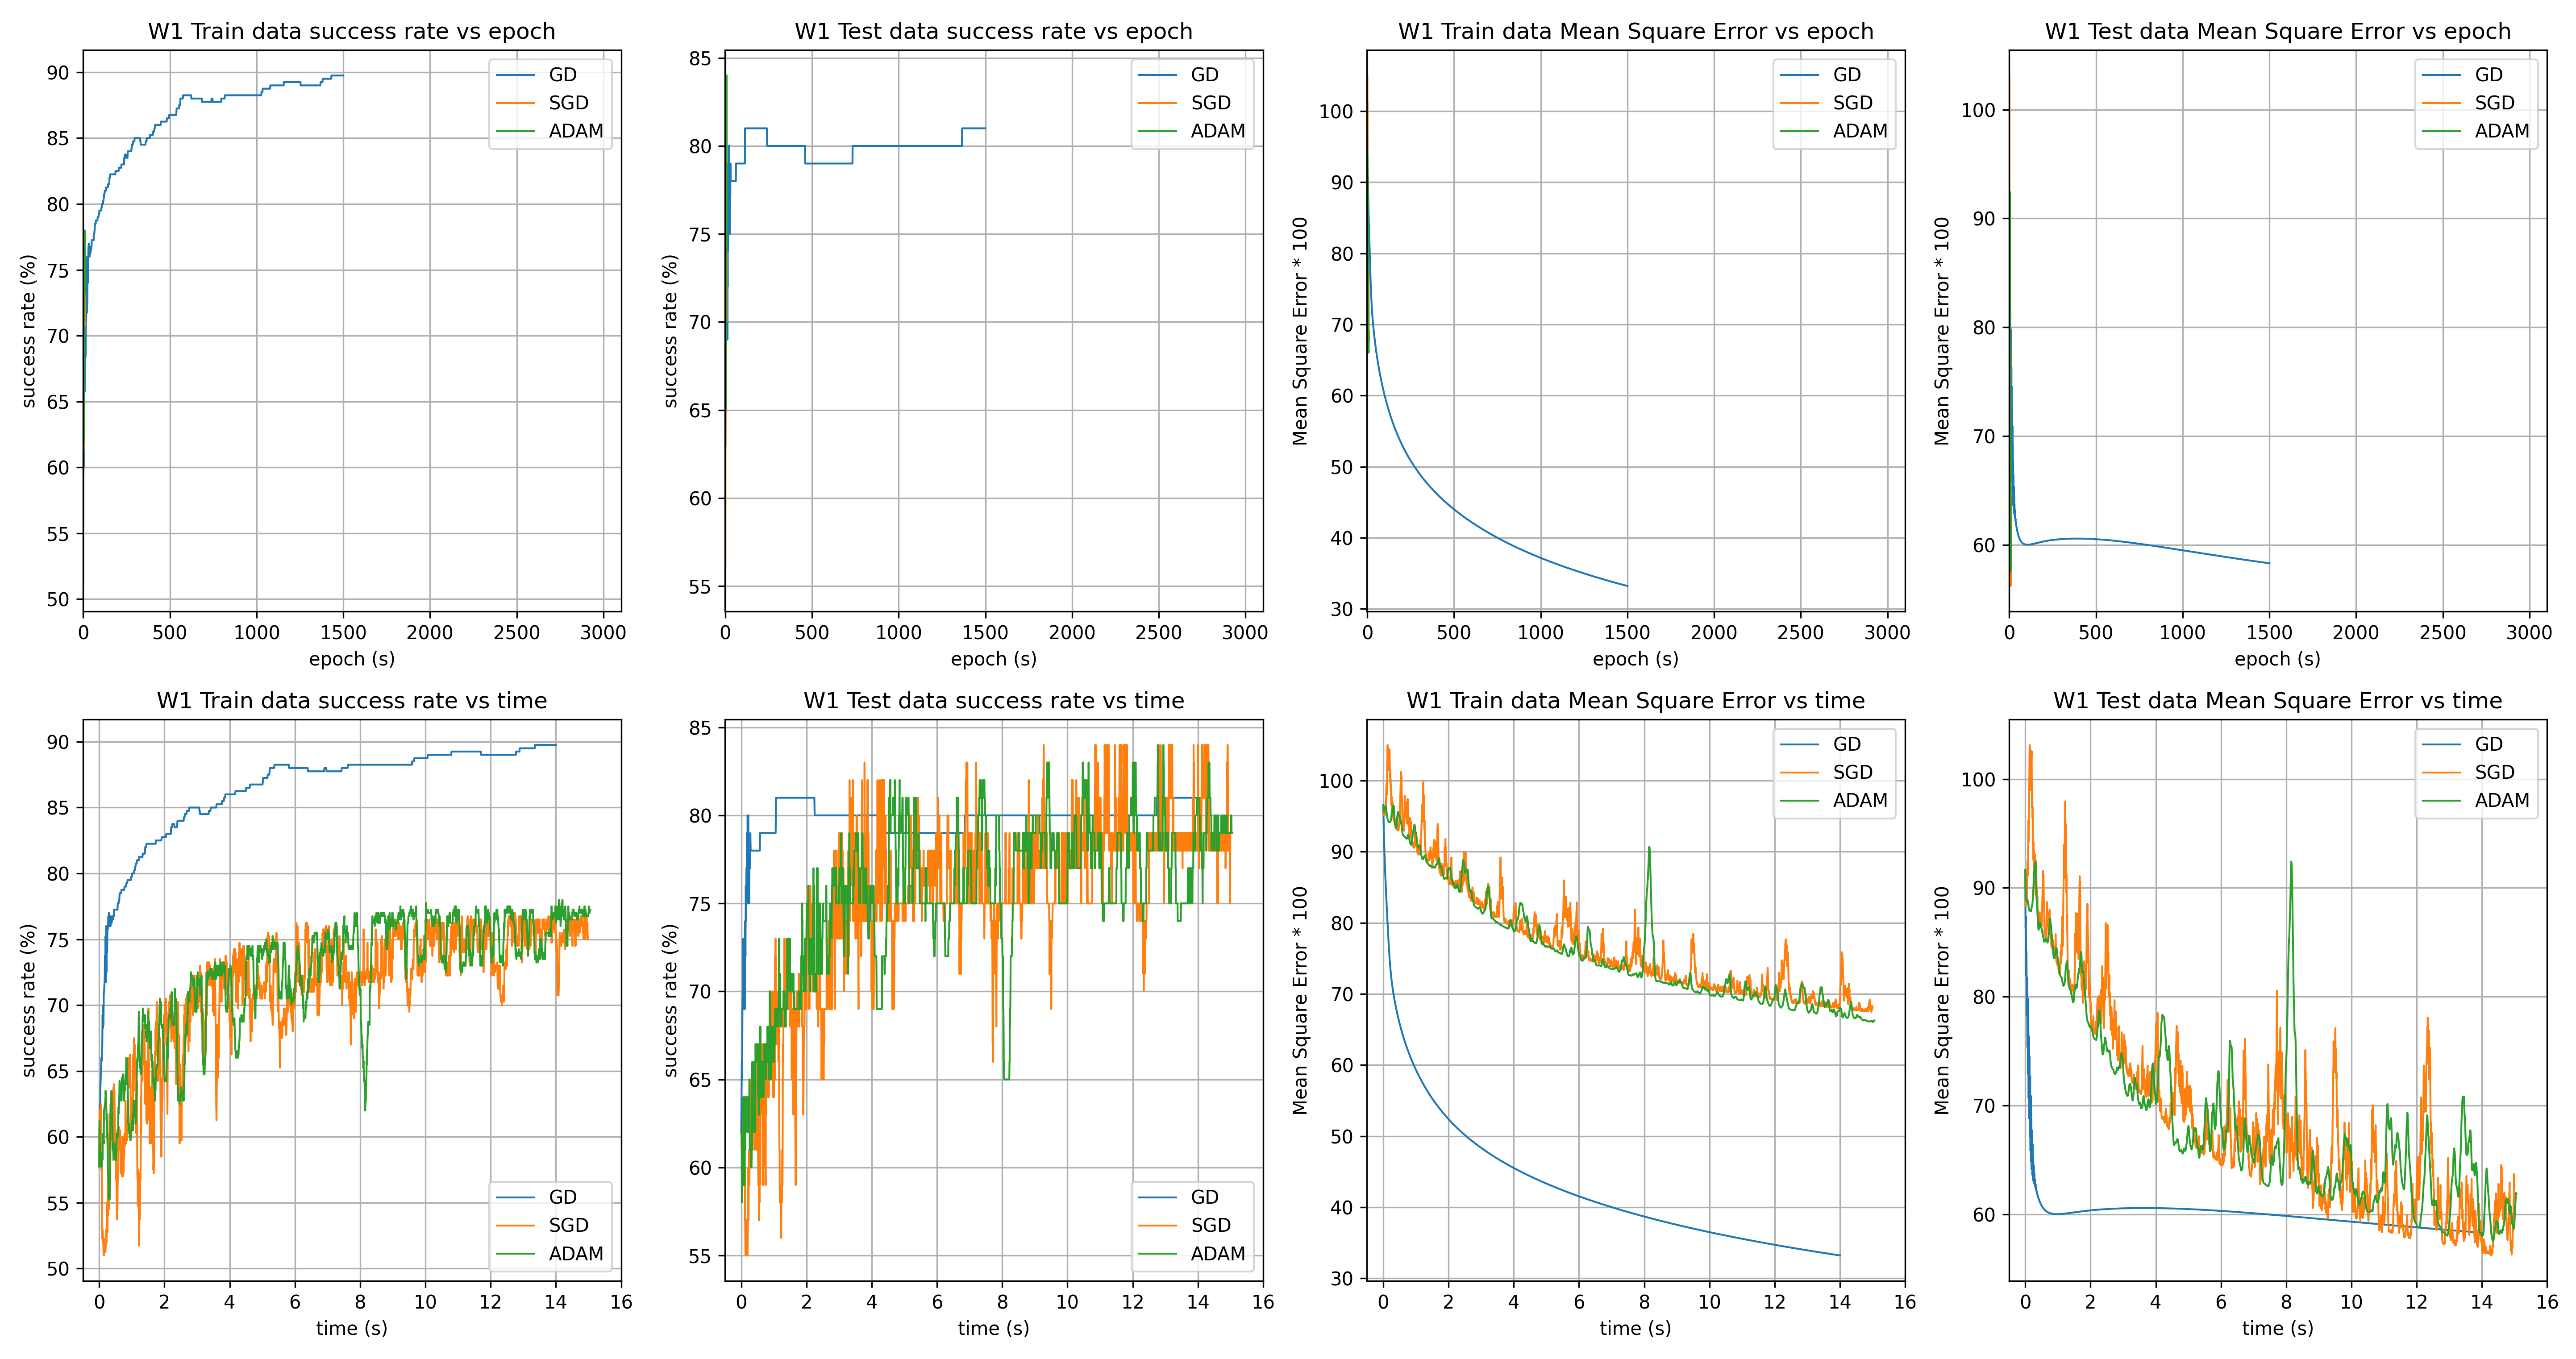 W1 Train data success rate vs epoch
success rate (%)
90
85
80
75
70
65
60
55
50
GD
SGD
ADAM
0 500 1000 1500 2000 2500 3000
epoch (s)
W1 Test data success rate vs epoch
success rate (%)
85
80
75
70
65
60
55
GD
SGD
ADAM
0 500 1000 1500 2000 2500 3000
epoch (s)
W1 Train data Mean Square Error vs epoch
Mean Square Error * 100
100
90
80
70
60
50
40
30
GD
SGD
ADAM
0 500 1000 1500 2000 2500 3000
epoch (s)
W1 Test data Mean Square Error vs epoch
Mean Square Error * 100
100
90
80
70
60
GD
SGD
ADAM
0 500 1000 1500 2000 2500 3000
epoch (s)
W1 Train data success rate vs time
success rate (%)
90
85
80
75
70
65
60
55
50
GD
SGD
ADAM
0 2 4 6 8 10 12 14 16
time (s)
W1 Test data success rate vs time
success rate (%)
85
80
75
70
65
60
55
GD
SGD
ADAM
0 2 4 6 8 10 12 14 16
time (s)
W1 Train data Mean Square Error vs time
Mean Square Error * 100
100
90
80
70
60
50
40
30
GD
SGD
ADAM
0 2 4 6 8 10 12 14 16
time (s)
W1 Test data Mean Square Error vs time
Mean Square Error * 100
100
90
80
70
60
GD
SGD
ADAM
0 2 4 6 8 10 12 14 16
time (s)